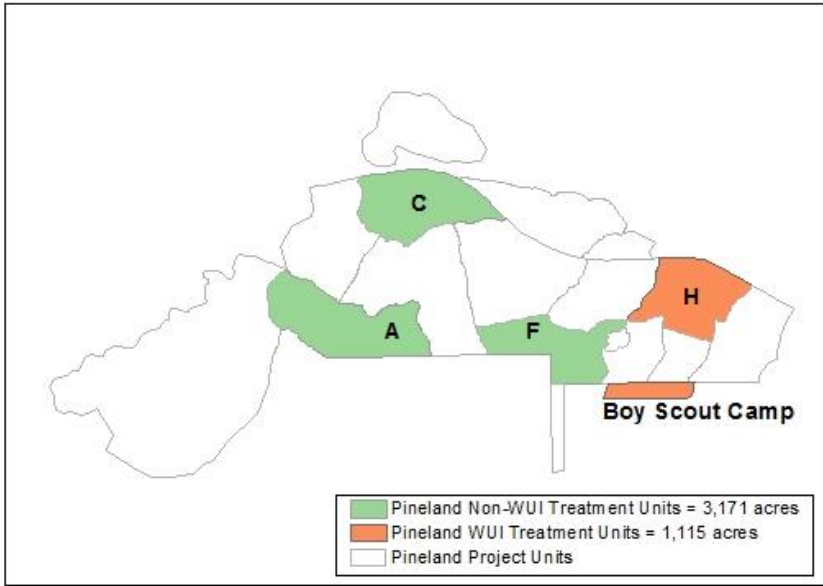 C
H
A
F
Boy Scout Camp
Pineland Non-WUI Treatment Units = 3,171 acres
Pineland WUI Treatment Units = 1,115 acres
Pineland Project Units